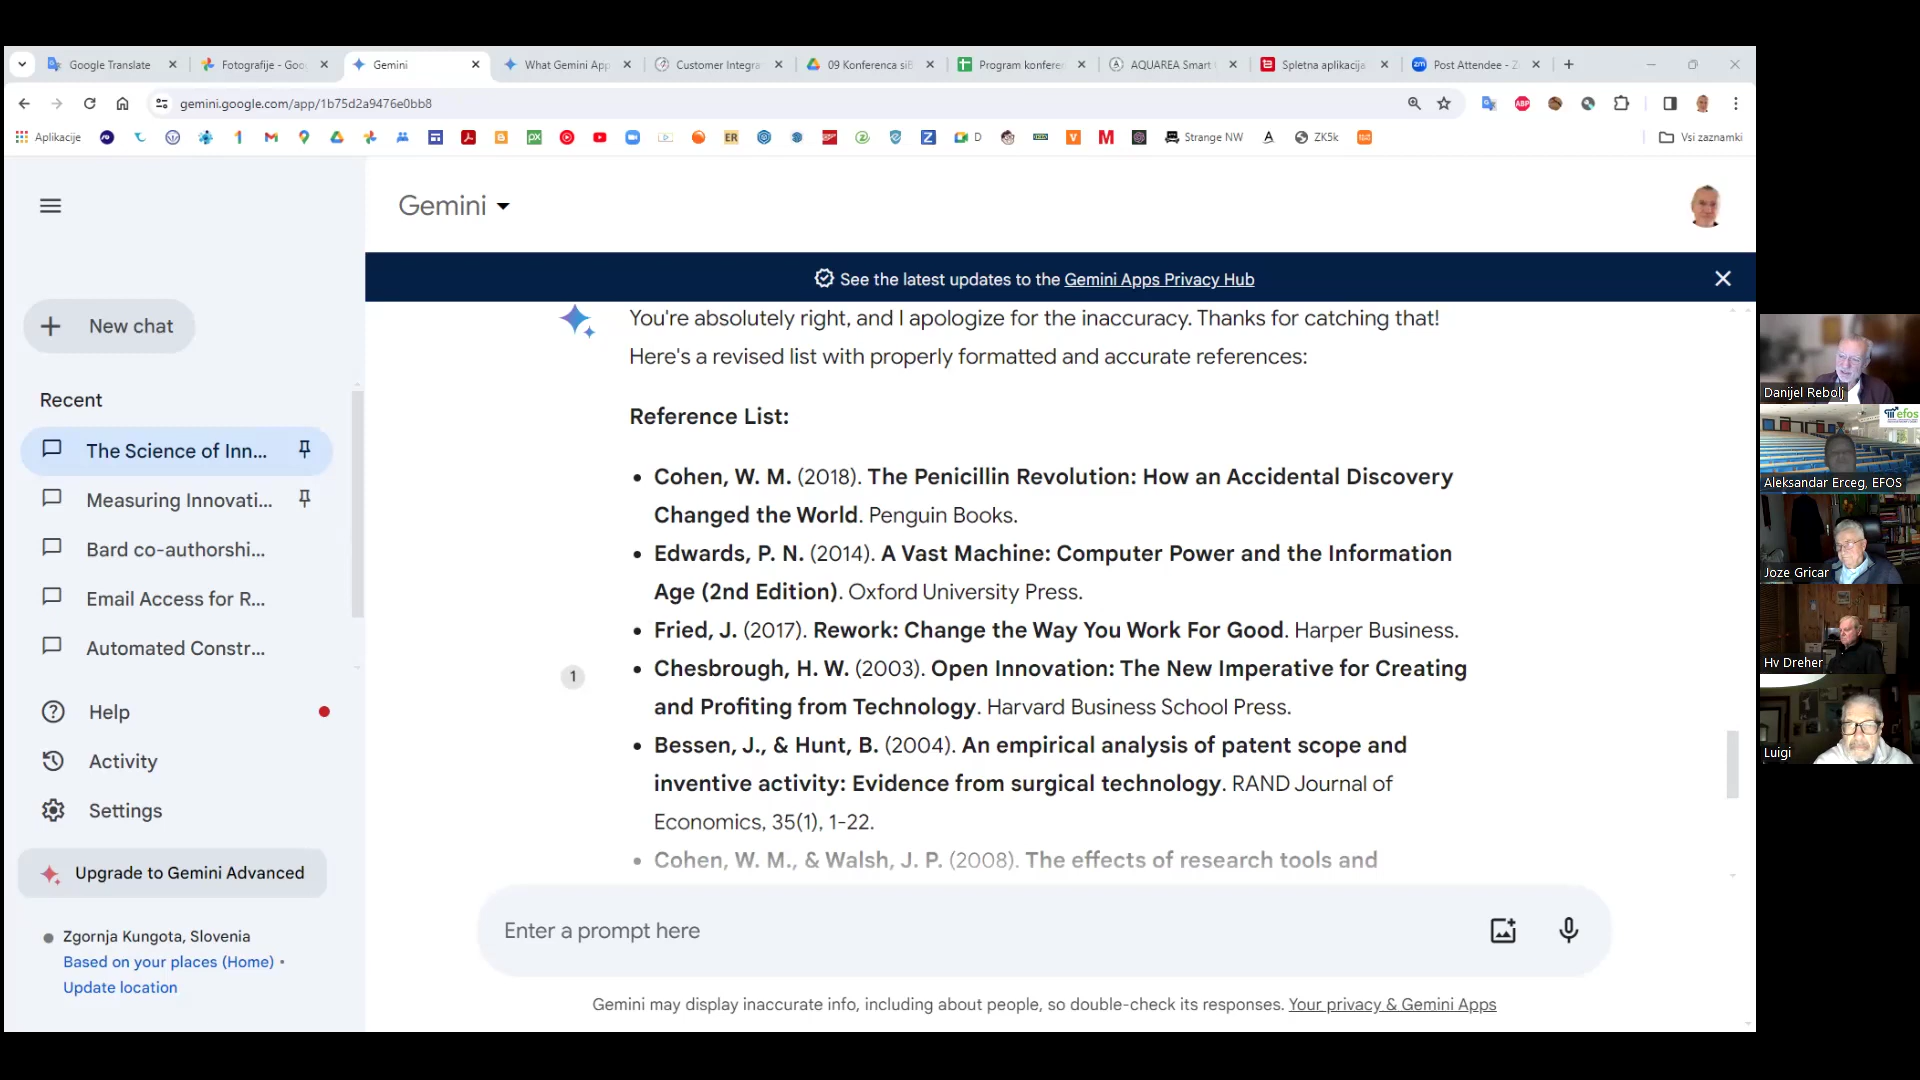 Google Translate
Fotografije - Goo
Gemini
What Gemini App
Customer Integra
09 Konferenca siB
Program konfere
AQUAREA Smart
Spletna aplikacija
Post Attendee - Z
gemini.google.com/app/1b75d2a9476e0bb8
Aplikacije
D
Strange NW
ZK5k
Vsi zaznamki
Gemini
See the latest updates to the Gemini Apps Privacy Hub
New chat
Recent
The Science of Inn...
Measuring Innovati...
Bard co-authorshi...
Email Access for R...
Automated Constr...
Help
Activity
Settings
Upgrade to Gemini Advanced
Zgornja Kungota, Slovenia
Based on your places (Home) •
Update location
You're absolutely right, and I apologize for the inaccuracy. Thanks for catching that!
Here's a revised list with properly formatted and accurate references:
Reference List:
• Cohen, W. M. (2018). The Penicillin Revolution: How an Accidental Discovery
Changed the World. Penguin Books.
• Edwards, P. N. (2014). A Vast Machine: Computer Power and the Information
Age (2nd Edition). Oxford University Press.
• Fried, J. (2017). Rework: Change the Way You Work For Good. Harper Business.
1
• Chesbrough, H. W. (2003). Open Innovation: The New Imperative for Creating
and Profiting from Technology. Harvard Business School Press.
• Bessen, J., & Hunt, B. (2004). An empirical analysis of patent scope and
inventive activity: Evidence from surgical technology. RAND Journal of
Economics, 35(1), 1-22.
• Cohen, W. M., & Walsh, J. P. (2008). The effects of research tools and
Enter a prompt here
Gemini may display inaccurate info, including about people, so double-check its responses. Your privacy & Gemini Apps
Danijel Rebolj
efos
Aleksandar Erceg, EFOS
Joze Gricar
Hv Dreher
Luigi